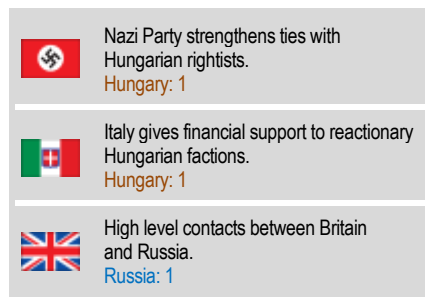 Nazi Party strengthens ties with
Hungarian rightists.
Hungary: 1
Italy gives financial support to reactionary
Hungarian factions.
Hungary: 1
High level contacts between Britain
and Russia.
Russia: 1